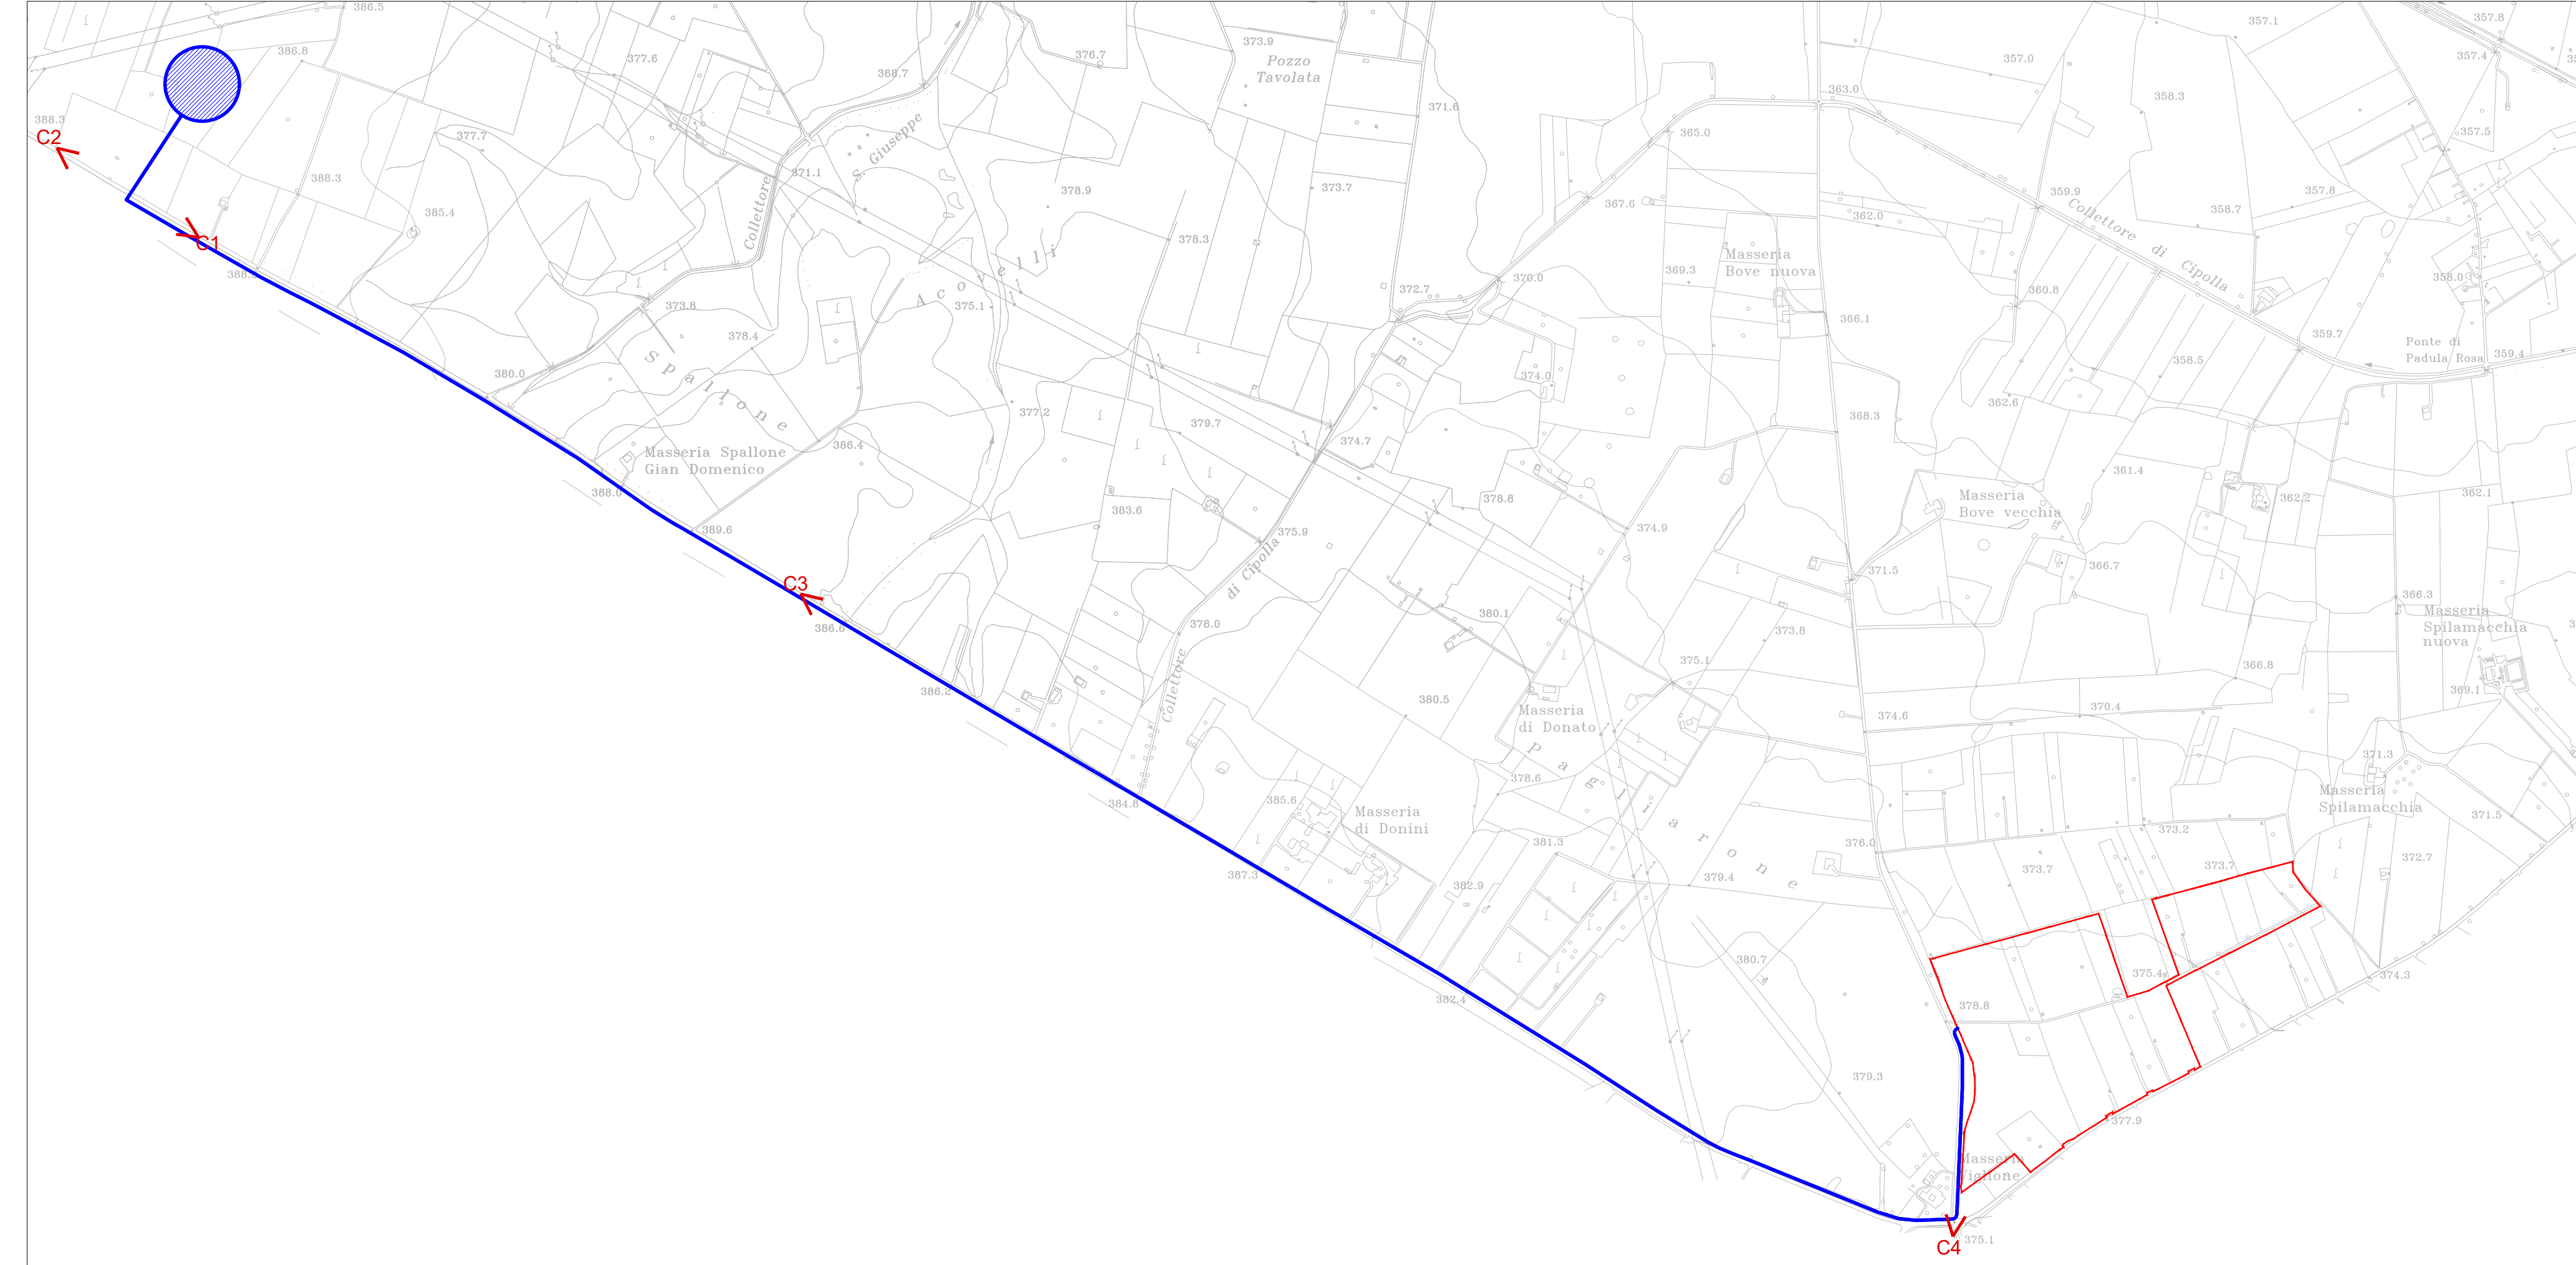 386.5
386.8
377.6
368.7
376.7
373.9
Pozzo
Tavolata
371.6
363.0
357.0
357.1
357.8
357.4
358.3
357.5
365.0
388.3
C2
377.7
388.3
385.4
371.1
Collettore
S. Giuseppe
378.9
373.7
378.3
367.6
362.0
359.9
Collettore di Cipolla
358.7
357.8
C1
Acovelli
375.1
373.8
378.4
372.7
370.0
369.3
Masseria
Bove nuova
366.1
360.8
358.0
359.7
Ponte di
Padula Rosa
359.4
380.0
Spallone
374.0
358.5
377.2
379.7
374.7
368.3
362.6
386.4
Masseria Spallone
Gian Domenico
388.0
389.6
383.6
375.9
di Cipolla
378.8
374.9
361.4
Masseria
Bove vecchia
362.2
362.1
371.5
366.7
366.3
C3
386.6
378.0
380.1
373.8
Masseria
Spilamacchia
nuova
386.2
Collettore
380.5
375.1
366.8
369.1
Masseria
di Donato
374.6
370.4
Pagliarone
378.6
371.3
384.8
385.6
Masseria
di Donini
381.3
376.0
373.2
Masseria
Spilamacchia
371.5
387.3
382.9
379.4
373.7
373.7
372.7
382.4
380.7
375.4
374.3
378.8
379.3
377.9
Masseria
Viglione
C4
375.1